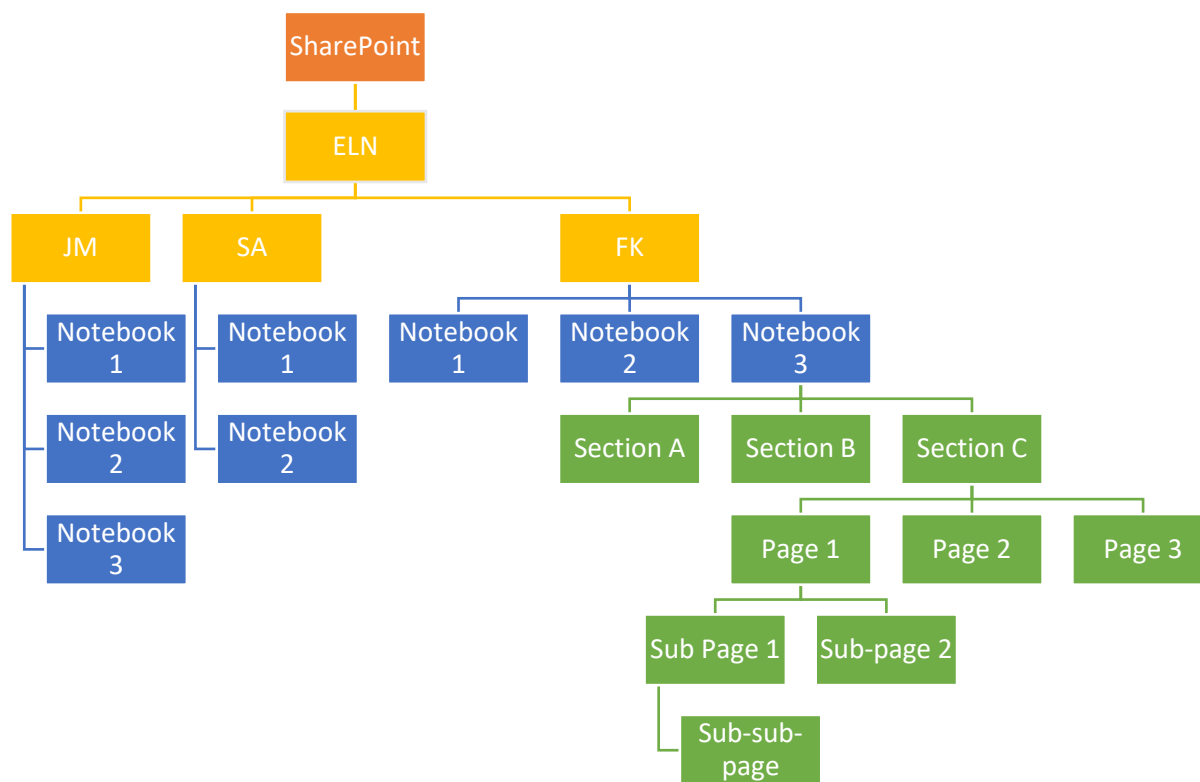 SharePoint
ELN
JM
SA
FK
Notebook
1
Notebook
1
Notebook
1
Notebook
2
Notebook
3
Notebook
2
Notebook
2
Section A
Section B
Section C
Notebook
3
Page 1
Page 2
Page 3
Sub Page 1
Sub-page 2
Sub-sub-
page